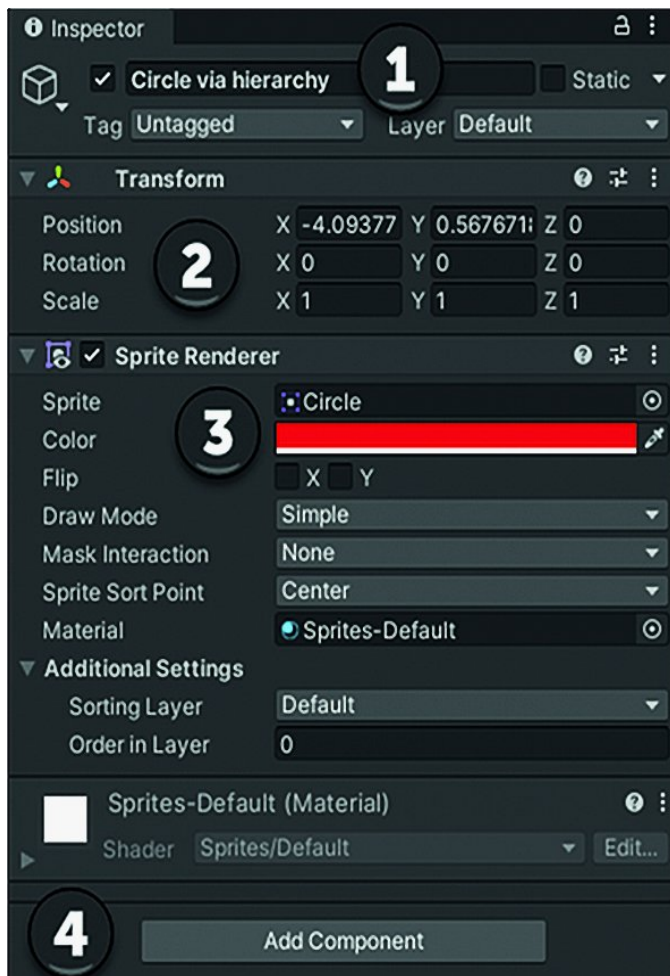 Inspector
Circle via hierarchy 1 Static
Tag Untagged Layer Default
Transform
Position X -4.09377 Y 0.567671 Z 0
Rotation 2 X 0 Y 0 Z 0
Scale X 1 Y 1 Z 1
Sprite Renderer
Sprite Circle
Color 3
Flip X Y
Draw Mode Simple
Mask Interaction None
Sprite Sort Point Center
Material Sprites-Default
Additional Settings
Sorting Layer Default
Order in Layer 0
Sprites-Default (Material)
Shader Sprites/Default Edit...
4 Add Component